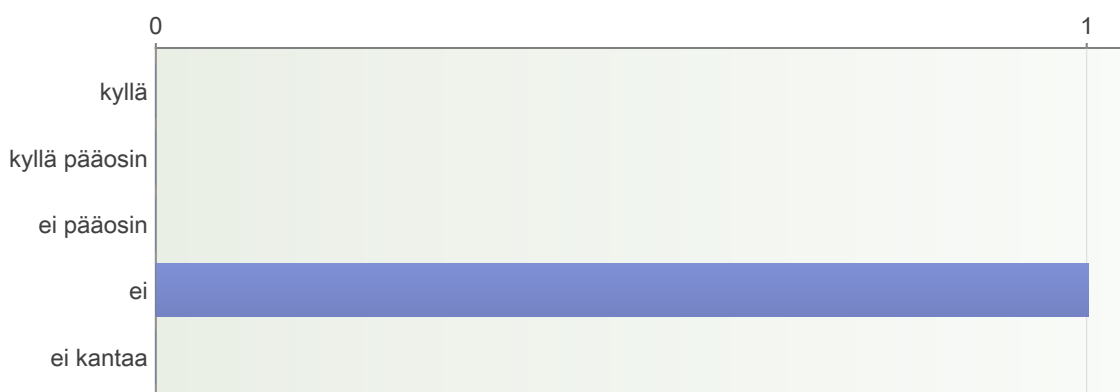 0 1
kyllä
kyllä pääosin
ei pääosin
ei
ei kantaa